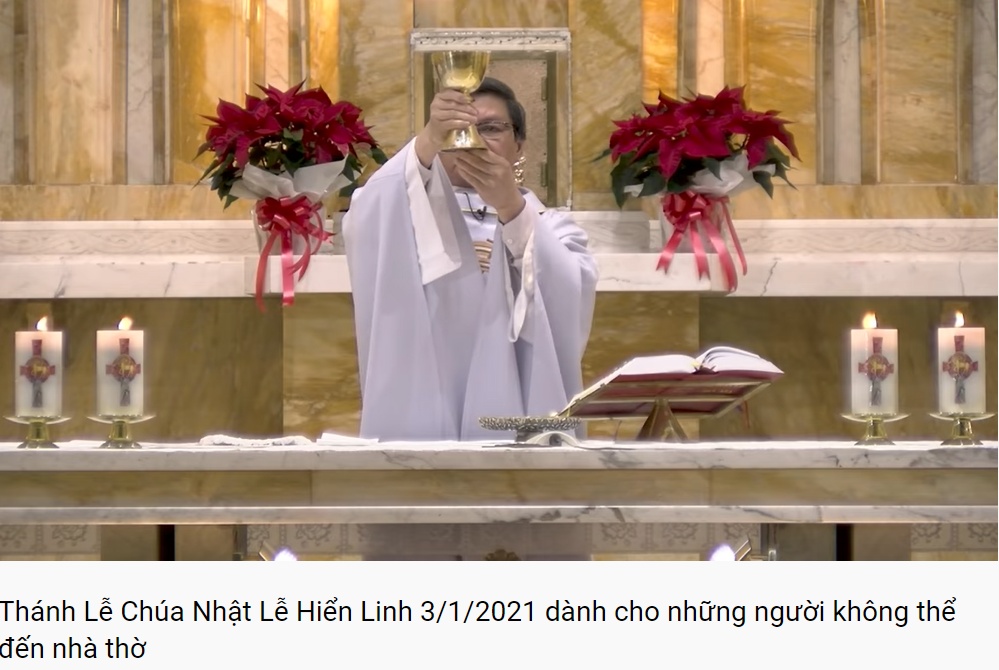 Thánh Lễ Chúa Nhật Lễ Hiển Linh 3/1/2021 dành cho những người không thể
đến nhà thờ